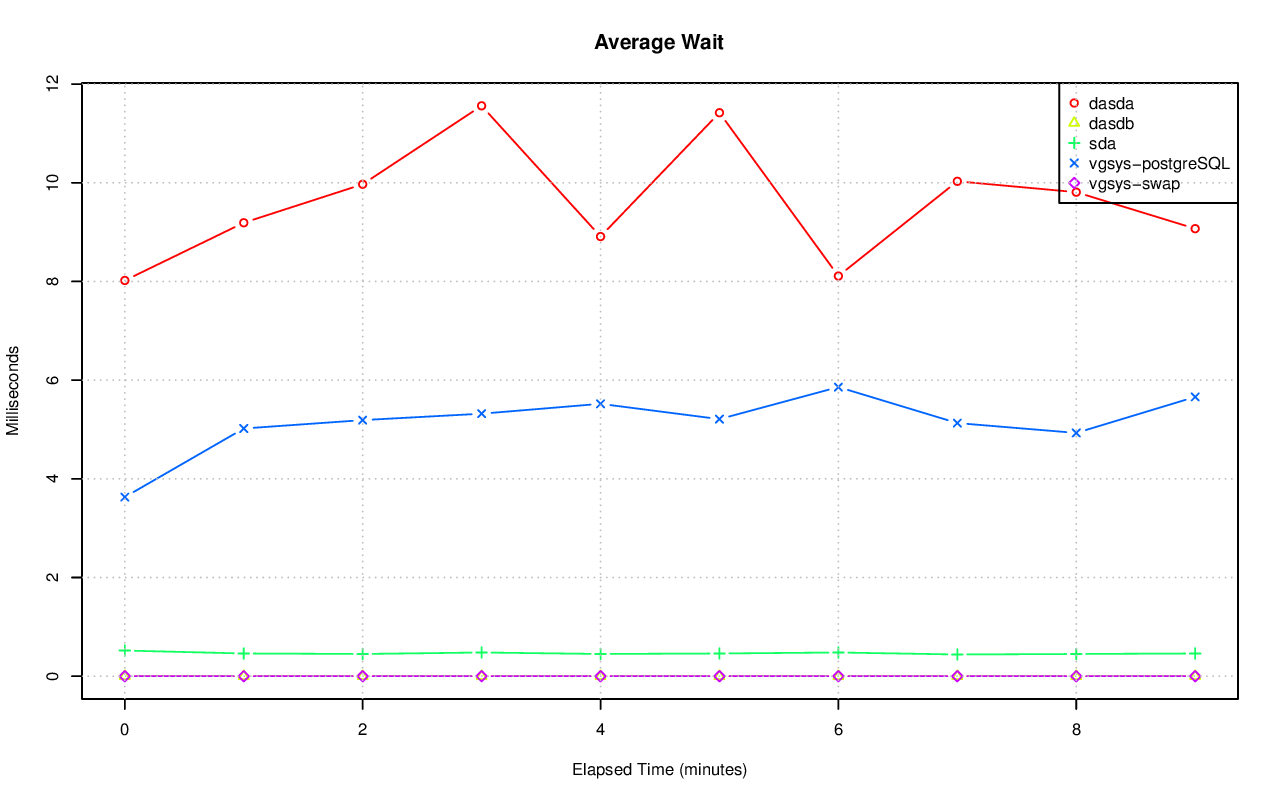 Average Wait
12
10
8
6
4
2
0
Milliseconds
dasda
dasdb
sda
vgsys−postgreSQL
vgsys−swap
0 2 4 6 8
Elapsed Time (minutes)